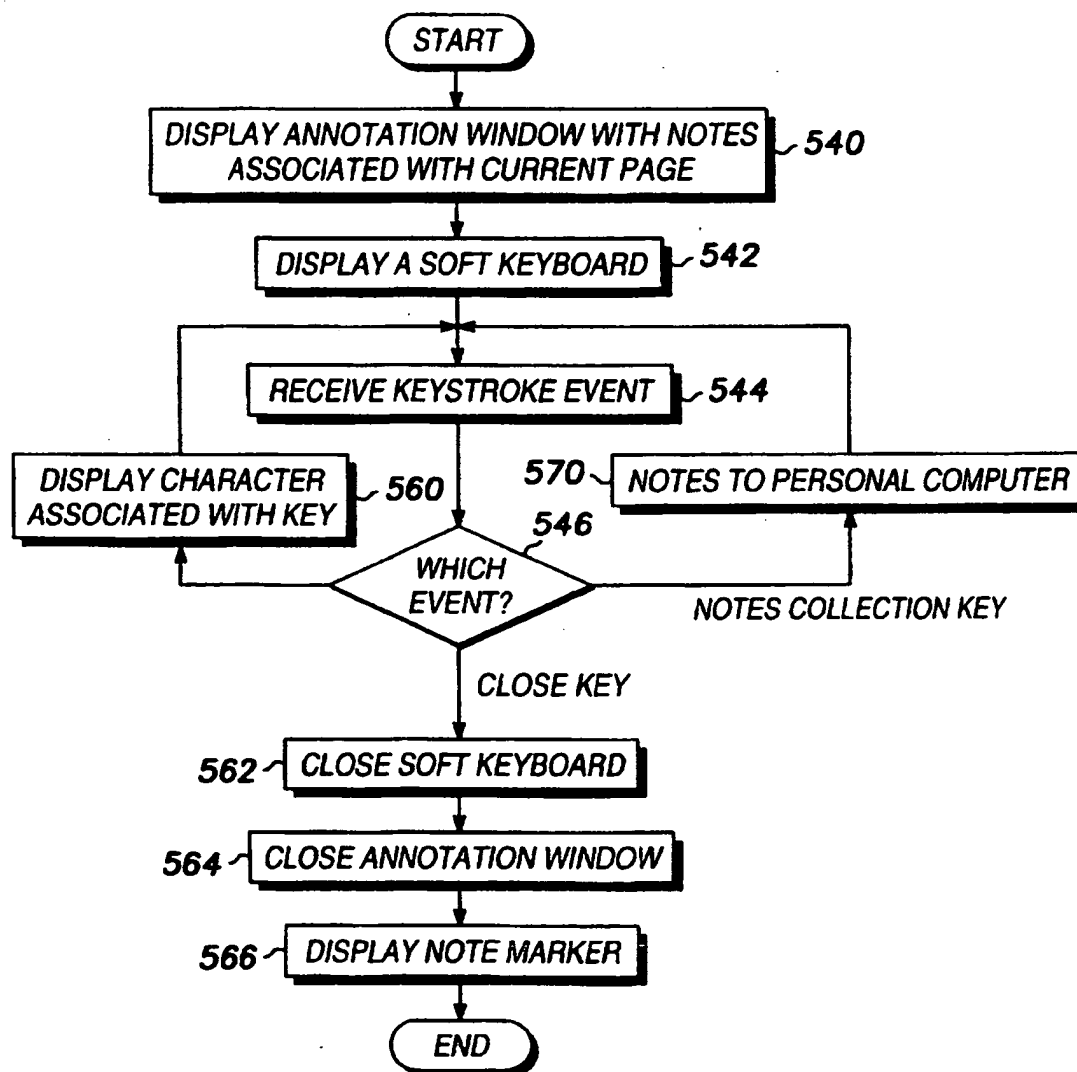 START
DISPLAY ANNOTATION WINDOW WITH NOTES
ASSOCIATED WITH CURRENT PAGE
540
DISPLAY A SOFT KEYBOARD
542
RECEIVE KEYSTROKE EVENT
544
DISPLAY CHARACTER
ASSOCIATED WITH KEY
560
570
NOTES TO PERSONAL COMPUTER
546
WHICH
EVENT?
NOTES COLLECTION KEY
CLOSE KEY
562
CLOSE SOFT KEYBOARD
564
CLOSE ANNOTATION WINDOW
566
DISPLAY NOTE MARKER
END